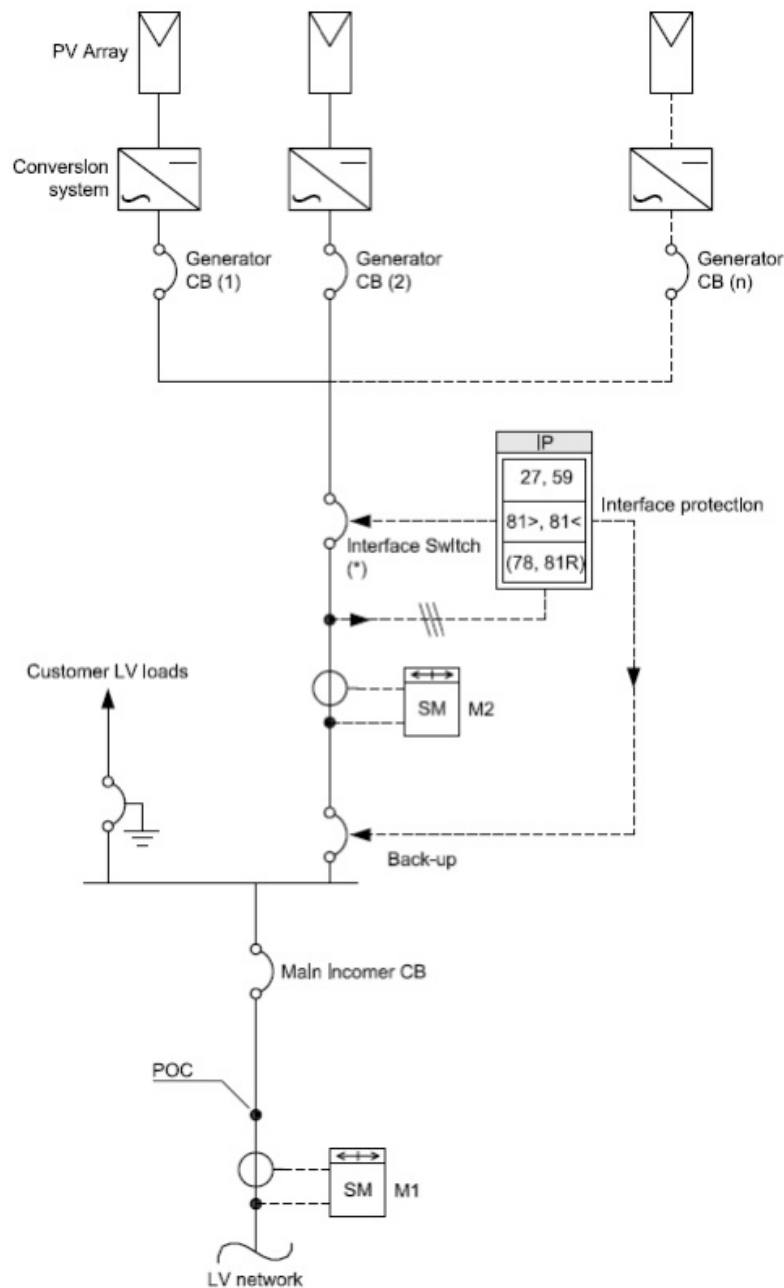 PV Array
Conversion
system
Generator
CB (1)
Generator
CB (2)
Generator
CB (n)
IP
27, 59
81>, 81<
(78, 81R)
Interface protection
Interface Switch
(*)
Customer LV loads
SM
M2
Back-up
Main Incomer CB
POC
SM
M1
LV network